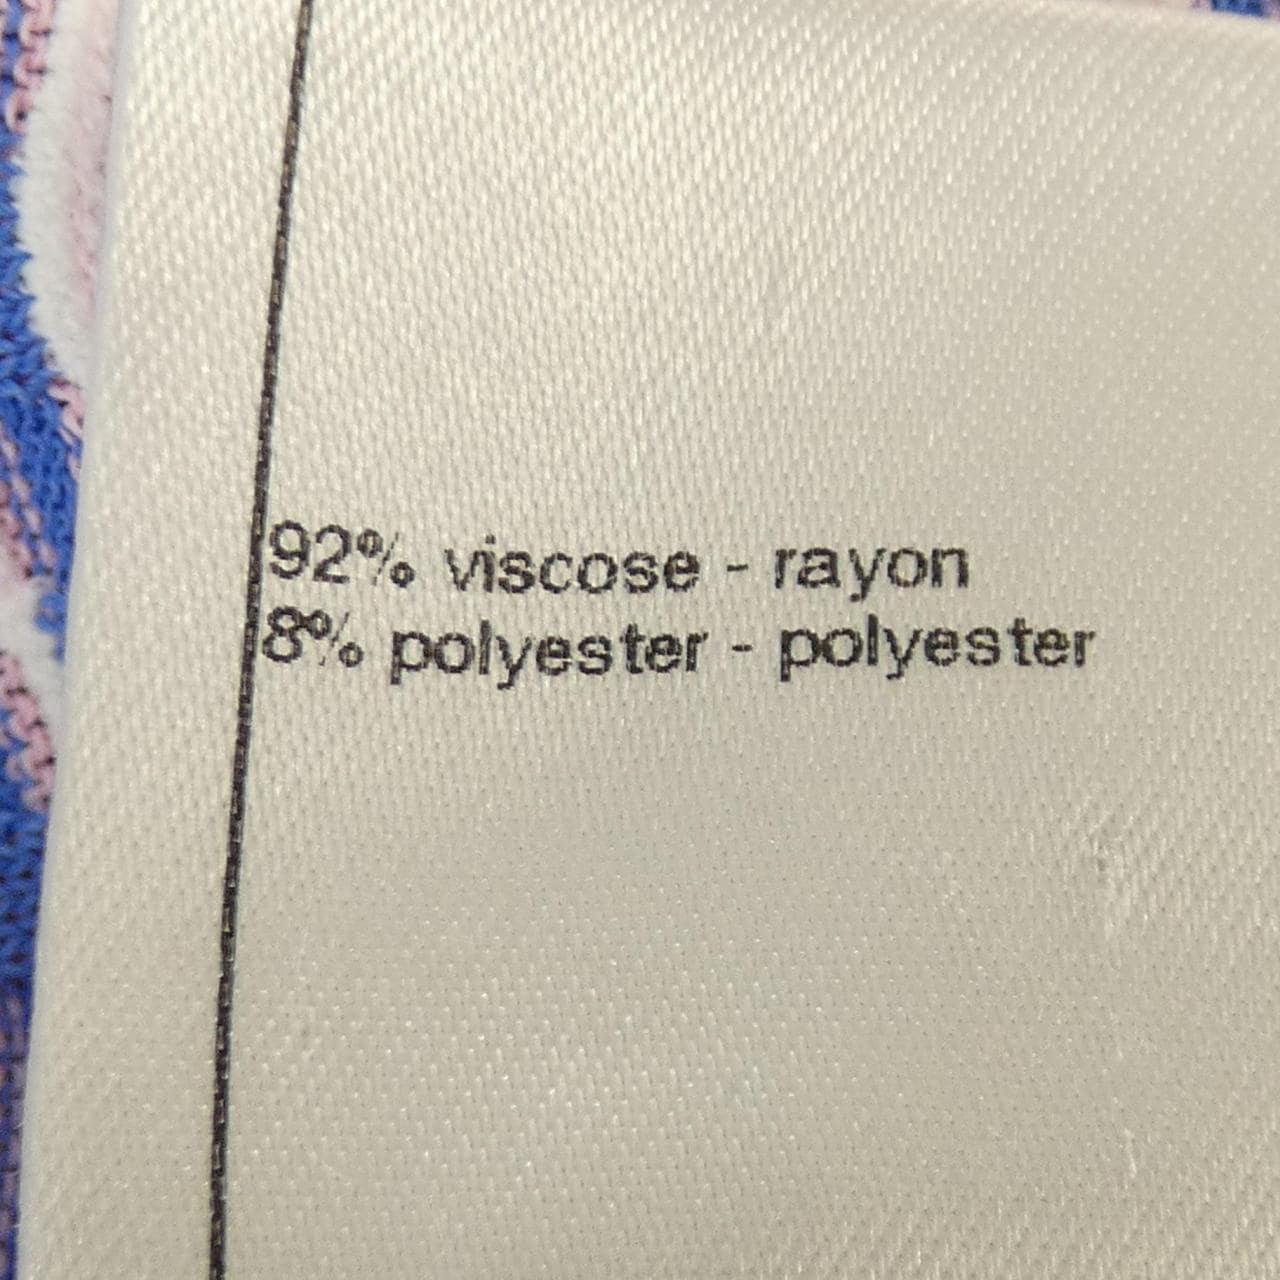 92% viscose - rayon
8% polyester - polyester